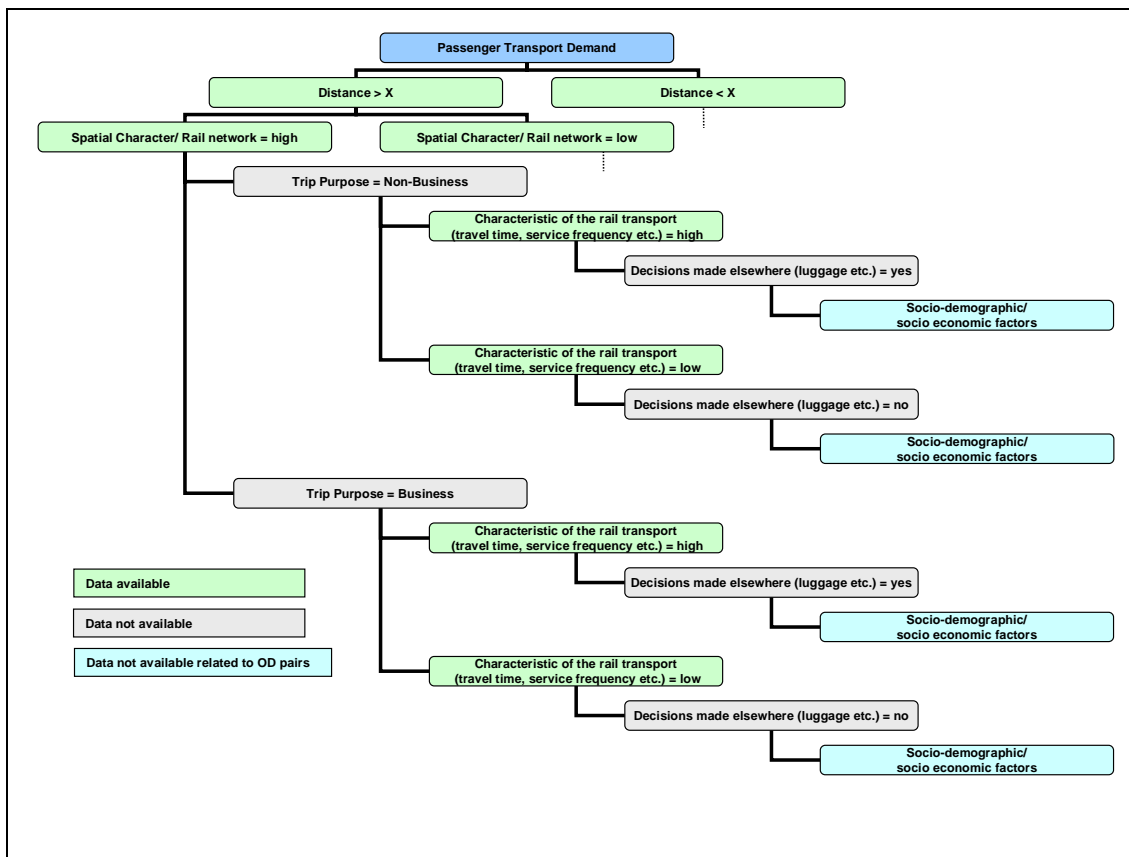 Passenger Transport Demand
Distance > X
Distance < X
Spatial Character/ Rail network = high
Spatial Character/ Rail network = low
Trip Purpose = Non-Business
Characteristic of the rail transport
(travel time, service frequency etc.) = high
Decisions made elsewhere (luggage etc.) = yes
Socio-demographic/
socio economic factors
Characteristic of the rail transport
(travel time, service frequency etc.) = low
Decisions made elsewhere (luggage etc.) = no
Socio-demographic/
socio economic factors
Trip Purpose = Business
Characteristic of the rail transport
(travel time, service frequency etc.) = high
Decisions made elsewhere (luggage etc.) = yes
Socio-demographic/
socio economic factors
Characteristic of the rail transport
(travel time, service frequency etc.) = low
Decisions made elsewhere (luggage etc.) = no
Socio-demographic/
socio economic factors
Data available
Data not available
Data not available related to OD pairs